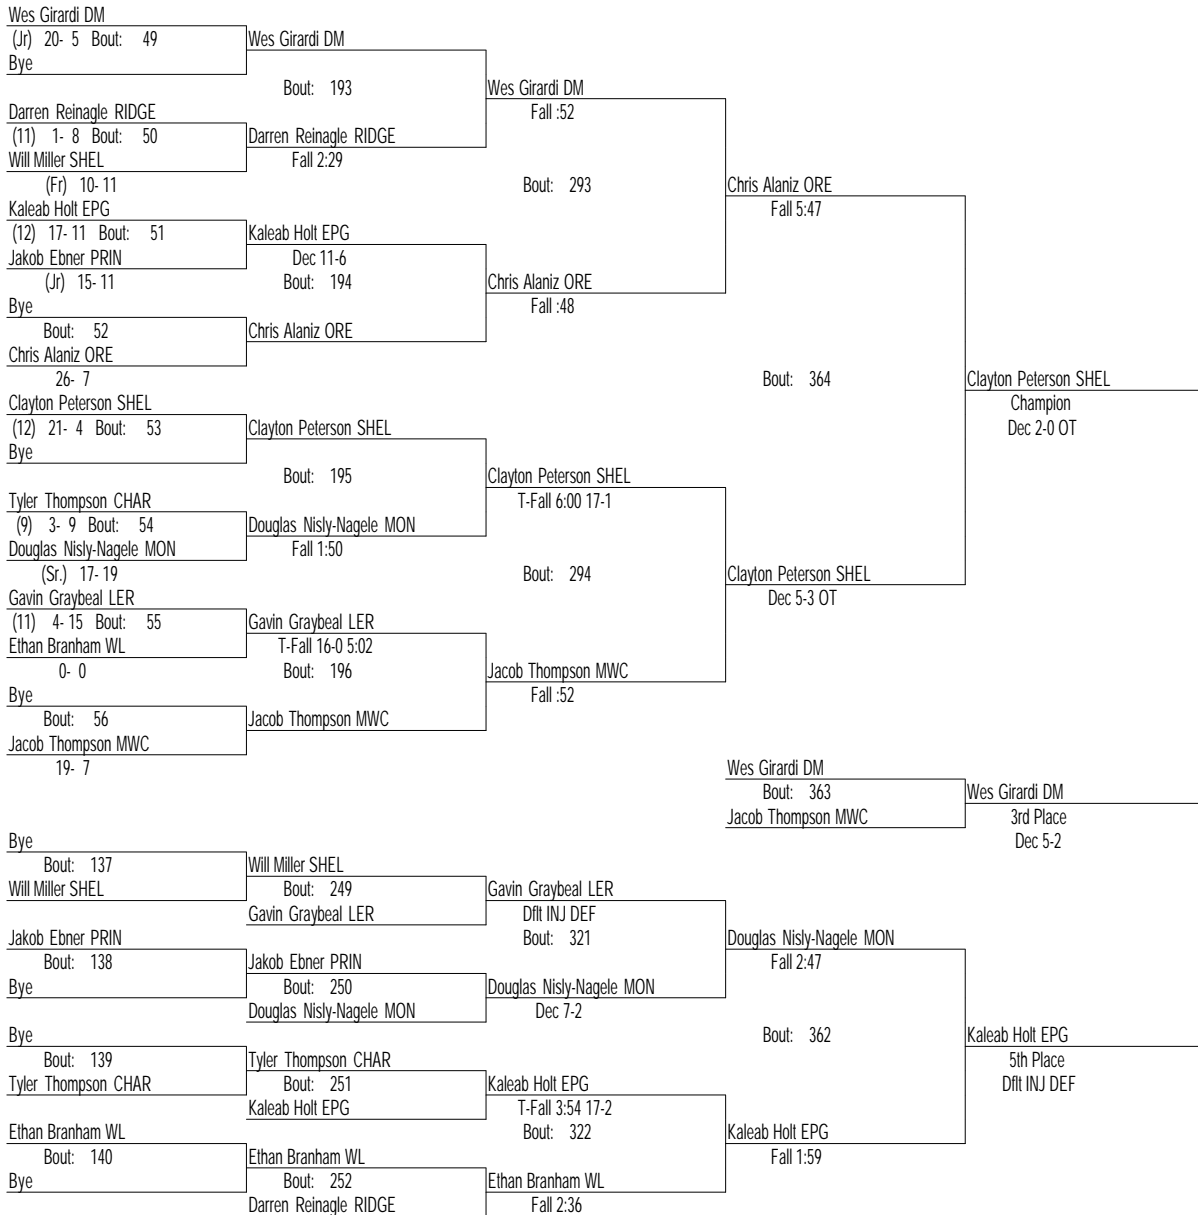 Wes Girardi DM
(Jr) 20- 5 Bout: 49
Wes Girardi DM
Bye
Bout: 193
Wes Girardi DM
Fall :52
Darren Reinagle RIDGE
(11) 1- 8 Bout: 50
Darren Reinagle RIDGE
Will Miller SHEL
Fall 2:29
(Fr) 10- 11
Bout: 293
Chris Alaniz ORE
Fall 5:47
Kaleab Holt EPG
(12) 17- 11 Bout: 51
Kaleab Holt EPG
Jakob Ebner PRIN
Dec 11-6
(Jr) 15- 11
Bout: 194
Chris Alaniz ORE
Fall :48
Bye
Bout: 52
Chris Alaniz ORE
Chris Alaniz ORE
26- 7
Bout: 364
Clayton Peterson SHEL
Champion
Dec 2-0 OT
Clayton Peterson SHEL
(12) 21- 4 Bout: 53
Clayton Peterson SHEL
Bye
Bout: 195
Clayton Peterson SHEL
T-Fall 6:00 17-1
Tyler Thompson CHAR
(9) 3- 9 Bout: 54
Douglas Nisly-Nagele MON
Douglas Nisly-Nagele MON
Fall 1:50
(Sr.) 17- 19
Bout: 294
Clayton Peterson SHEL
Dec 5-3 OT
Gavin Graybeal LER
(11) 4- 15 Bout: 55
Gavin Graybeal LER
Ethan Branham WL
T-Fall 16-0 5:02
0- 0
Bout: 196
Jacob Thompson MWC
Fall :52
Bye
Bout: 56
Jacob Thompson MWC
Jacob Thompson MWC
19- 7
Wes Girardi DM
Bout: 363
Wes Girardi DM
Jacob Thompson MWC
3rd Place
Dec 5-2
Bye
Bout: 137
Will Miller SHEL
Will Miller SHEL
Bout: 249
Gavin Graybeal LER
Gavin Graybeal LER
Dflt INJ DEF
Bout: 321
Douglas Nisly-Nagele MON
Fall 2:47
Jakob Ebner PRIN
Bout: 138
Jakob Ebner PRIN
Bye
Bout: 250
Douglas Nisly-Nagele MON
Douglas Nisly-Nagele MON
Dec 7-2
Bout: 362
Kaleab Holt EPG
5th Place
Dflt INJ DEF
Bye
Bout: 139
Tyler Thompson CHAR
Tyler Thompson CHAR
Bout: 251
Kaleab Holt EPG
Kaleab Holt EPG
T-Fall 3:54 17-2
Bout: 322
Kaleab Holt EPG
Fall 1:59
Ethan Branham WL
Bout: 140
Ethan Branham WL
Bye
Bout: 252
Ethan Branham WL
Darren Reinagle RIDGE
Fall 2:36